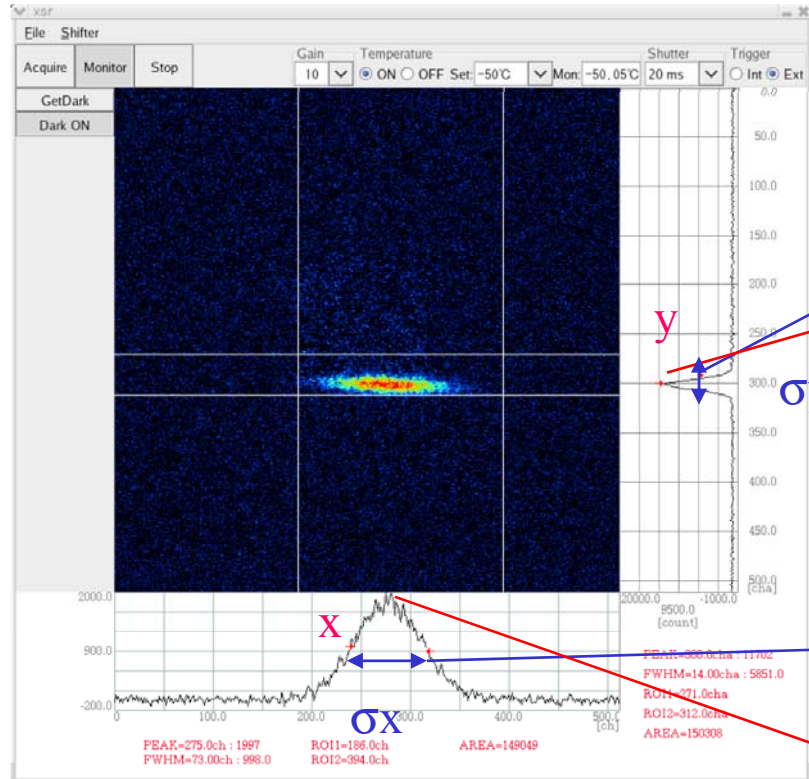 xsr
File Shifter
Acquire Monitor Stop
Gain Temperature Shutter Trigger
10 ON OFF Set: -50℃ Mon: -50.05℃ 20 ms Int Ext
GetDark
Dark ON
0.0
50.0
100.0
150.0
200.0
250.0
y
300.0
σ
350.0
400.0
450.0
500.0
[cha]
20000.0 -1000.0
9500.0
[count]
2000.0
x
900.0
-200.0
0 100.0 200.0 300.0 400.0 500.0
[ch]
σx
: 11702
FWHM=14.00cha : 5851.0
ROI1=271.0cha
ROI2=312.0cha
AREA=150308
PEAK=275.0ch : 1997 ROI1=186.0ch AREA=149049
FWHM=73.00ch : 998.0 ROI2=394.0ch